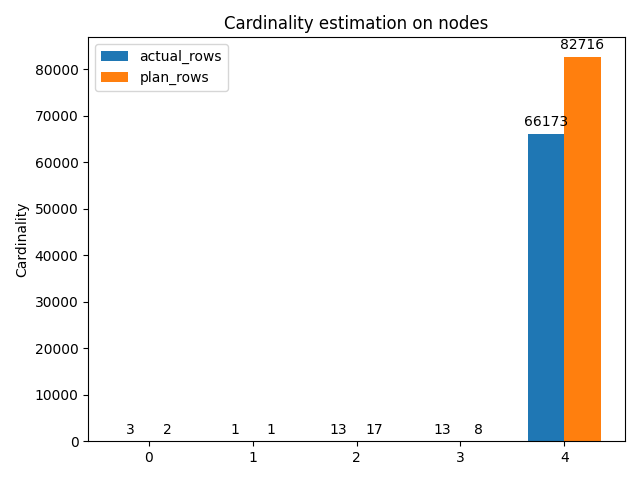 Cardinality estimation on nodes
actual_rows
plan_rows
82716
66173
80000
70000
60000
50000
40000
30000
20000
10000
0
Cardinality
3 2 1 1 13 17 13 8
0 1 2 3 4